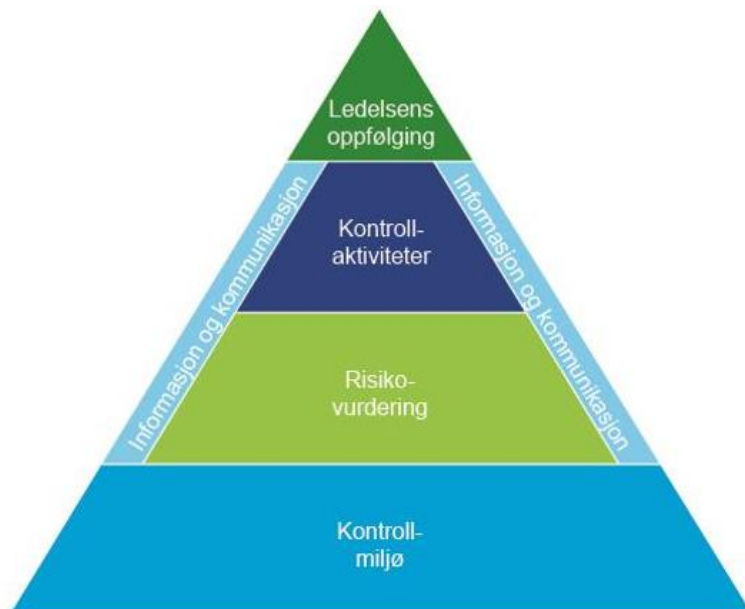 Ledelsens
oppfølging
Informasjon og kommunikasjon
Informasjon og kommunikasjon
Kontroll-
aktiviteter
Risiko-
vurdering
Kontroll-
miljø